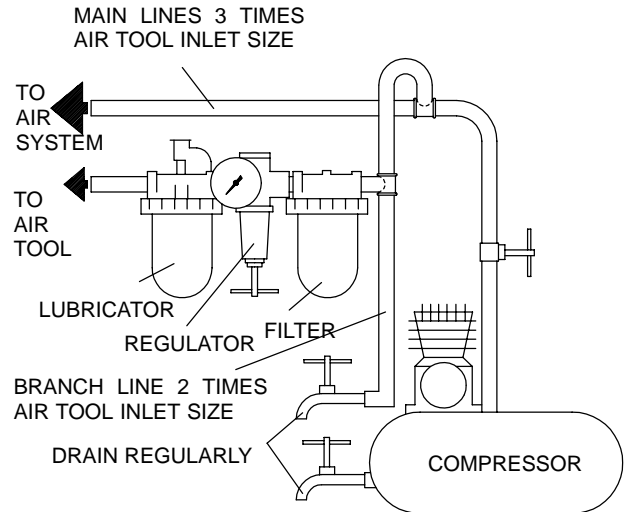 MAIN LINES 3 TIMES
AIR TOOL INLET SIZE
TO
AIR
SYSTEM
TO
AIR
TOOL
LUBRICATOR
REGULATOR
FILTER
BRANCH LINE 2 TIMES
AIR TOOL INLET SIZE
DRAIN REGULARLY
COMPRESSOR